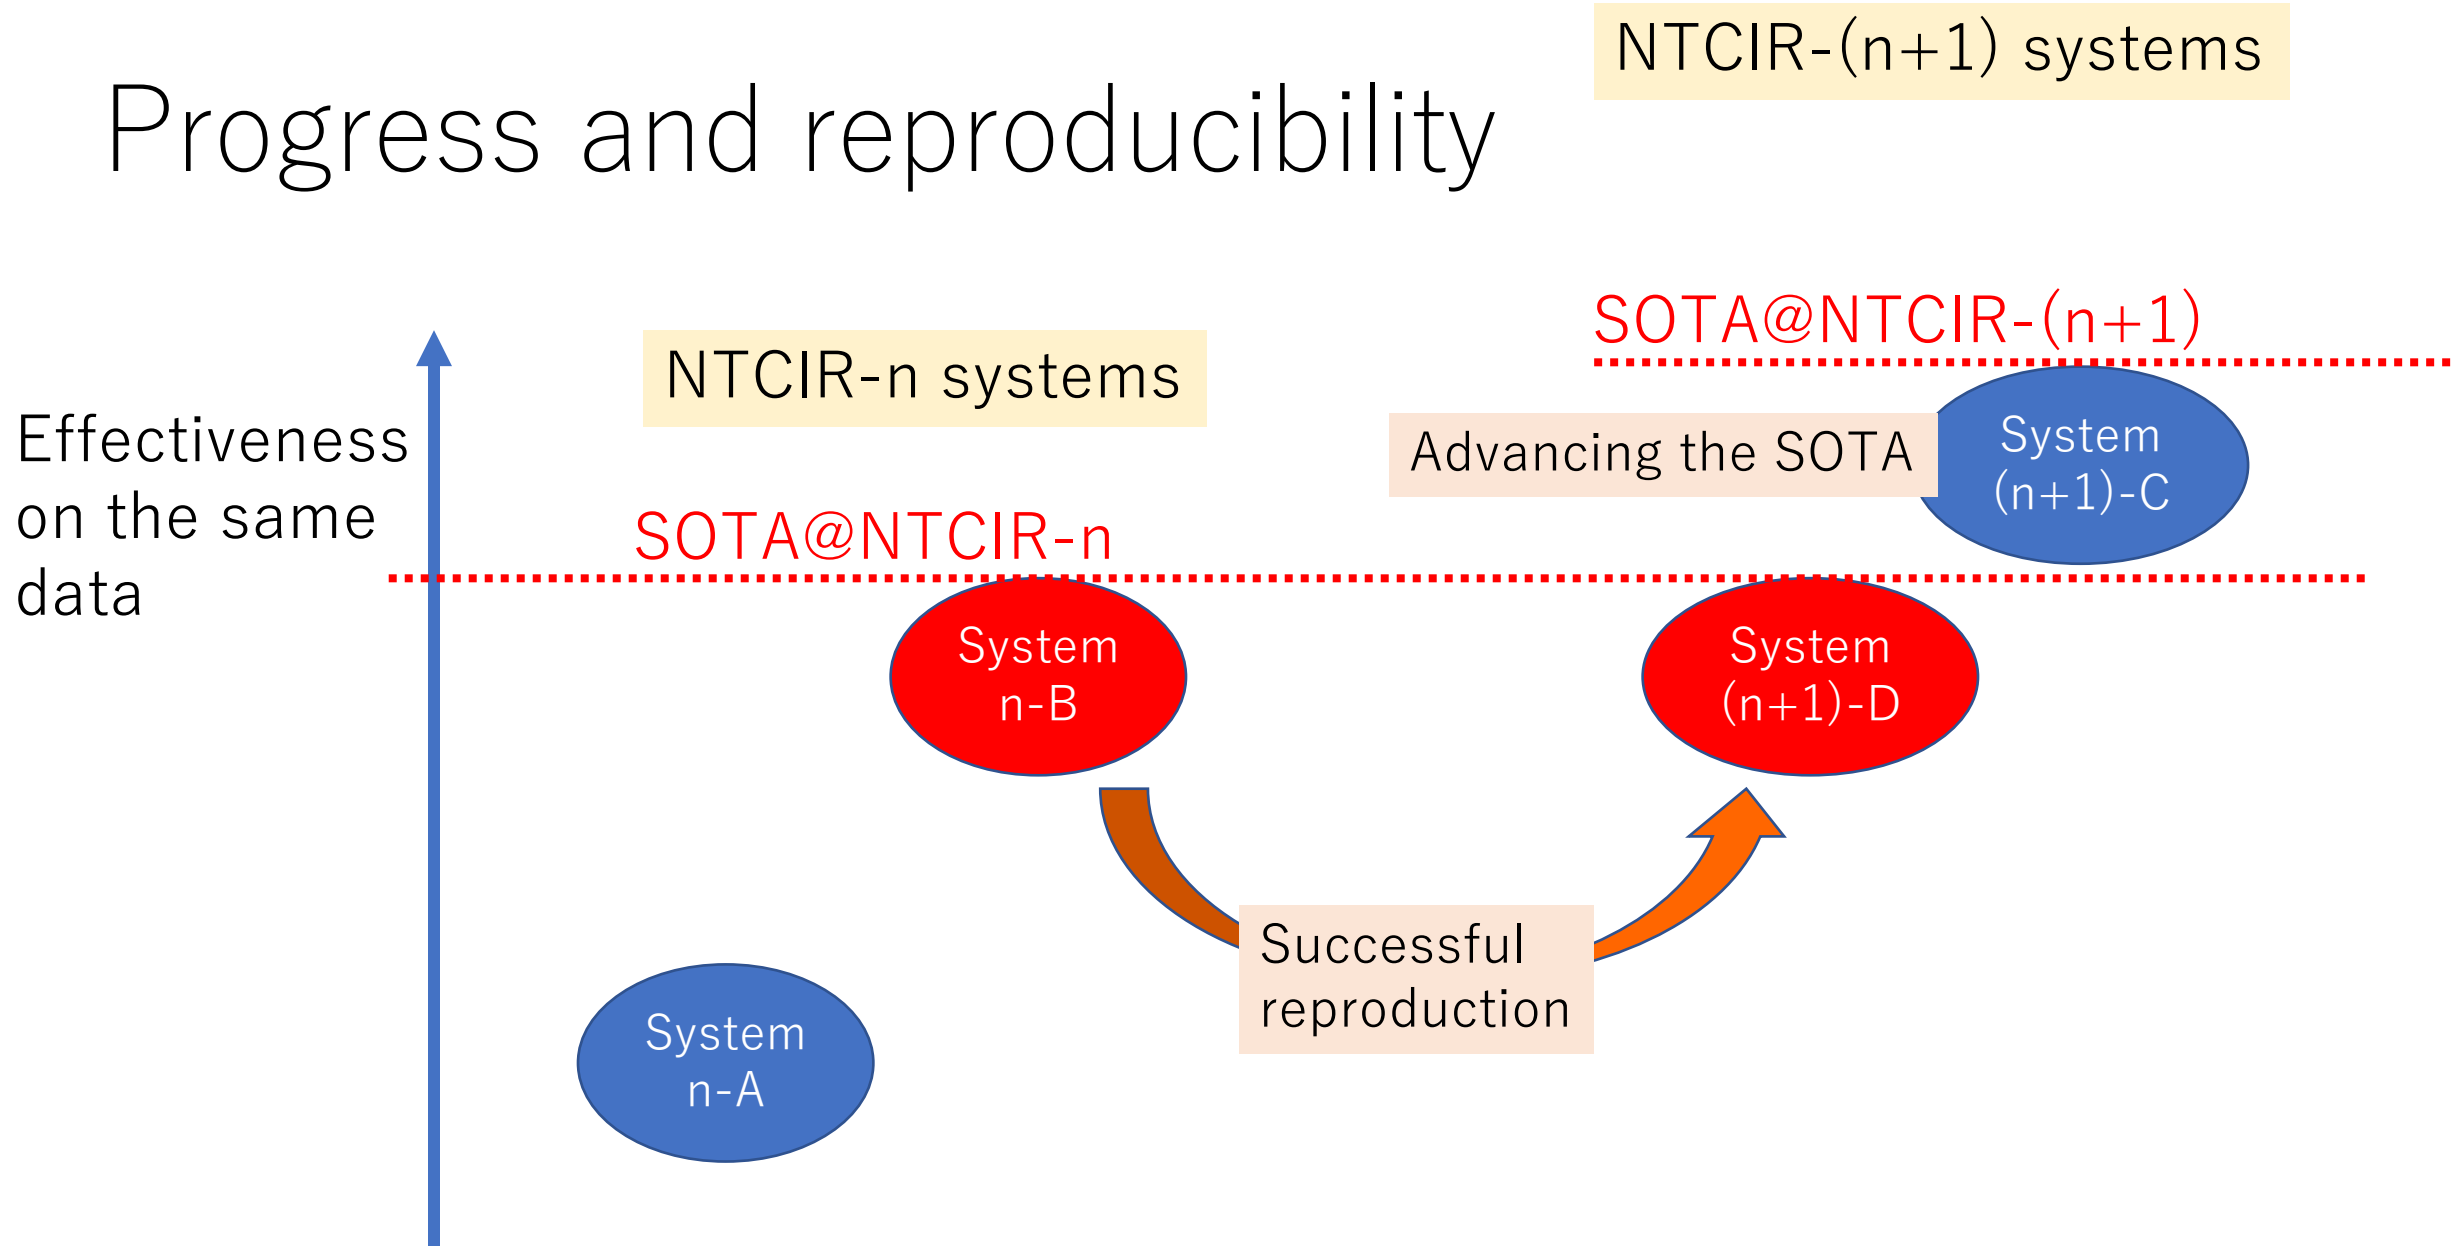 NTCIR-(n+1) systems
Progress and reproducibility
SOTA@NTCIR-(n+1)
NTCIR-n systems
Effectiveness
on the same
data
Advancing the SOTA
System
(n+1)-C
SOTA@NTCIR-n
System
n-B
System
(n+1)-D
Successful
reproduction
System
n-A